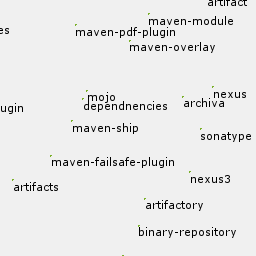 artifact
maven-module
es
maven-pdf-plugin
maven-overlay
nexus
mojo
archiva
dependnencies
ugin
maven-ship
sonatype
maven-failsafe-plugin
nexus3
artifacts
artifactory
binary-repository